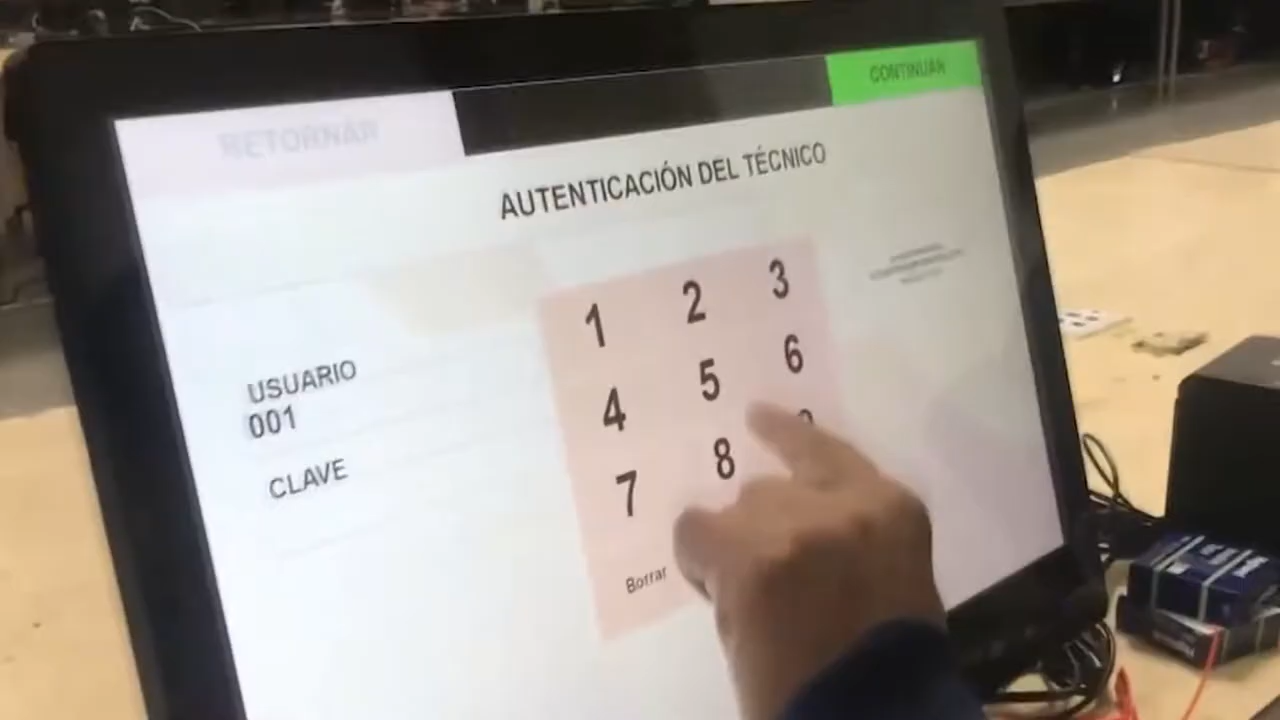 RETORNAR
CONTINUAR
AUTENTICACIÓN DEL TÉCNICO
1 2 3
4 5 6
7 8
Borrar
USUARIO
001
CLAVE